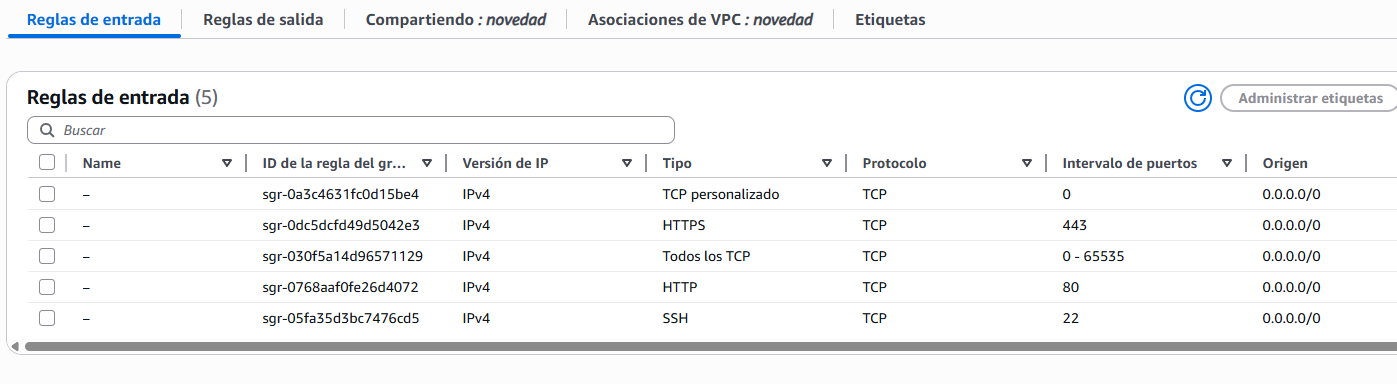 Reglas de entrada Reglas de salida Compartiendo : novedad Asociaciones de VPC : novedad Etiquetas
Reglas de entrada (5)
Administrar etiquetas
Buscar
Name ID de la regla del gr... Versión de IP Tipo Protocolo Intervalo de puertos Origen
– sgr-0a3c4631fc0d15be4 IPv4 TCP personalizado TCP 0 0.0.0.0/0
– sgr-0dc5dcfd49d5042e3 IPv4 HTTPS TCP 443 0.0.0.0/0
– sgr-030f5a14d96571129 IPv4 Todos los TCP TCP 0 - 65535 0.0.0.0/0
– sgr-0768aaf0fe26d4072 IPv4 HTTP TCP 80 0.0.0.0/0
– sgr-05fa35d3bc7476cd5 IPv4 SSH TCP 22 0.0.0.0/0